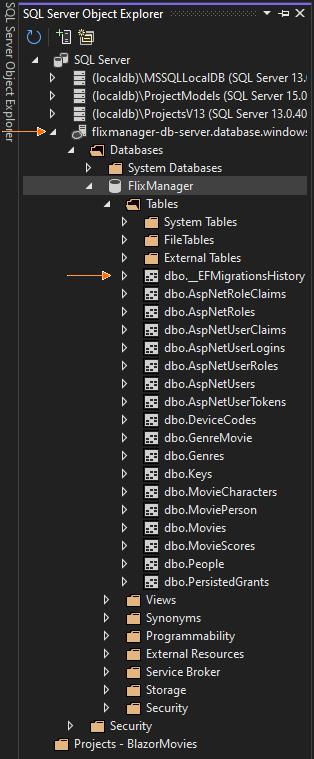 SQL Server Object Explorer
SQL Server Object Explorer
SQL Server
(localdb)\MSSQLLocalDB (SQL Server 13.
(localdb)\ProjectModels (SQL Server 15.0
(localdb)\ProjectsV13 (SQL Server 13.0.40
flixmanager-db-server.database.windows
Databases
System Databases
FlixManager
Tables
System Tables
FileTables
External Tables
dbo.__EFMigrationsHistory
dbo.AspNetRoleClaims
dbo.AspNetRoles
dbo.AspNetUserClaims
dbo.AspNetUserLogins
dbo.AspNetUserRoles
dbo.AspNetUsers
dbo.AspNetUserTokens
dbo.DeviceCodes
dbo.GenreMovie
dbo.Genres
dbo.Keys
dbo.MovieCharacters
dbo.MoviePerson
dbo.Movies
dbo.MovieScores
dbo.People
dbo.PersistedGrants
Views
Synonyms
Programmability
External Resources
Service Broker
Storage
Security
Security
Projects - BlazorMovies